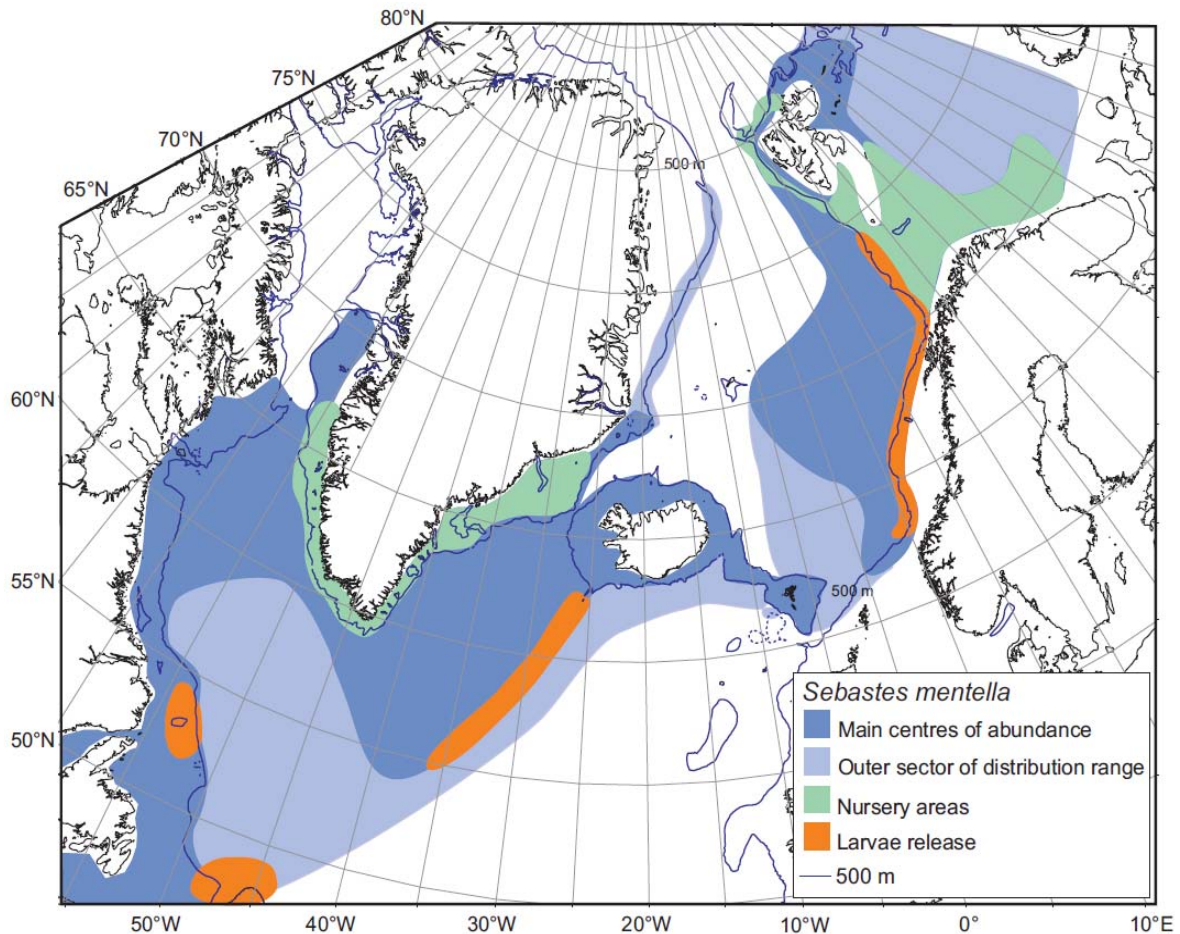 80°N
75°N
70°N
65°N
60°N
55°N
50°N
500 m
500 m
Sebastes mentella
Main centres of abundance
Outer sector of distribution range
Nursery areas
Larvae release
500 m
50°W
40°W
30°W
20°W
10°W
0°
10°E